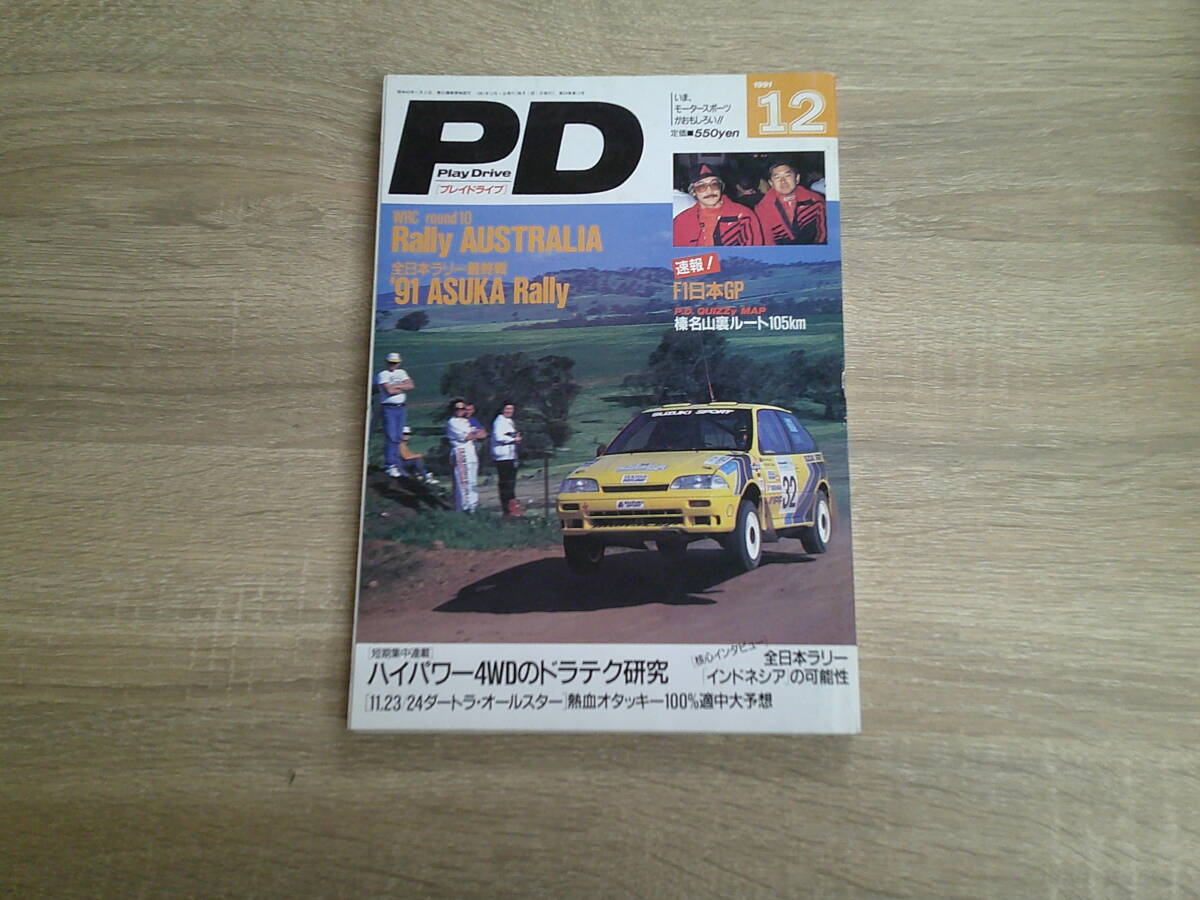 1991
12
いま、
モータースポーツ
がおもしろい!!
定価■550yen
PD
Play Drive
[プレイドライブ]
WRC round10
Rally AUSTRALIA
全日本ラリー最終戦
'91 ASUKA Rally
速報!
F1日本GP
P.D. QUIZZy MAP
榛名山裏ルート105km
SUZUKI SPORT
32
[短期集中連載]
ハイパワー4WDのドラテク研究
[核心インタビュー]
全日本ラリー
「インドネシア」の可能性
[11.23/24ダートラ・オールスター]熱血オタッキー100%適中大予想